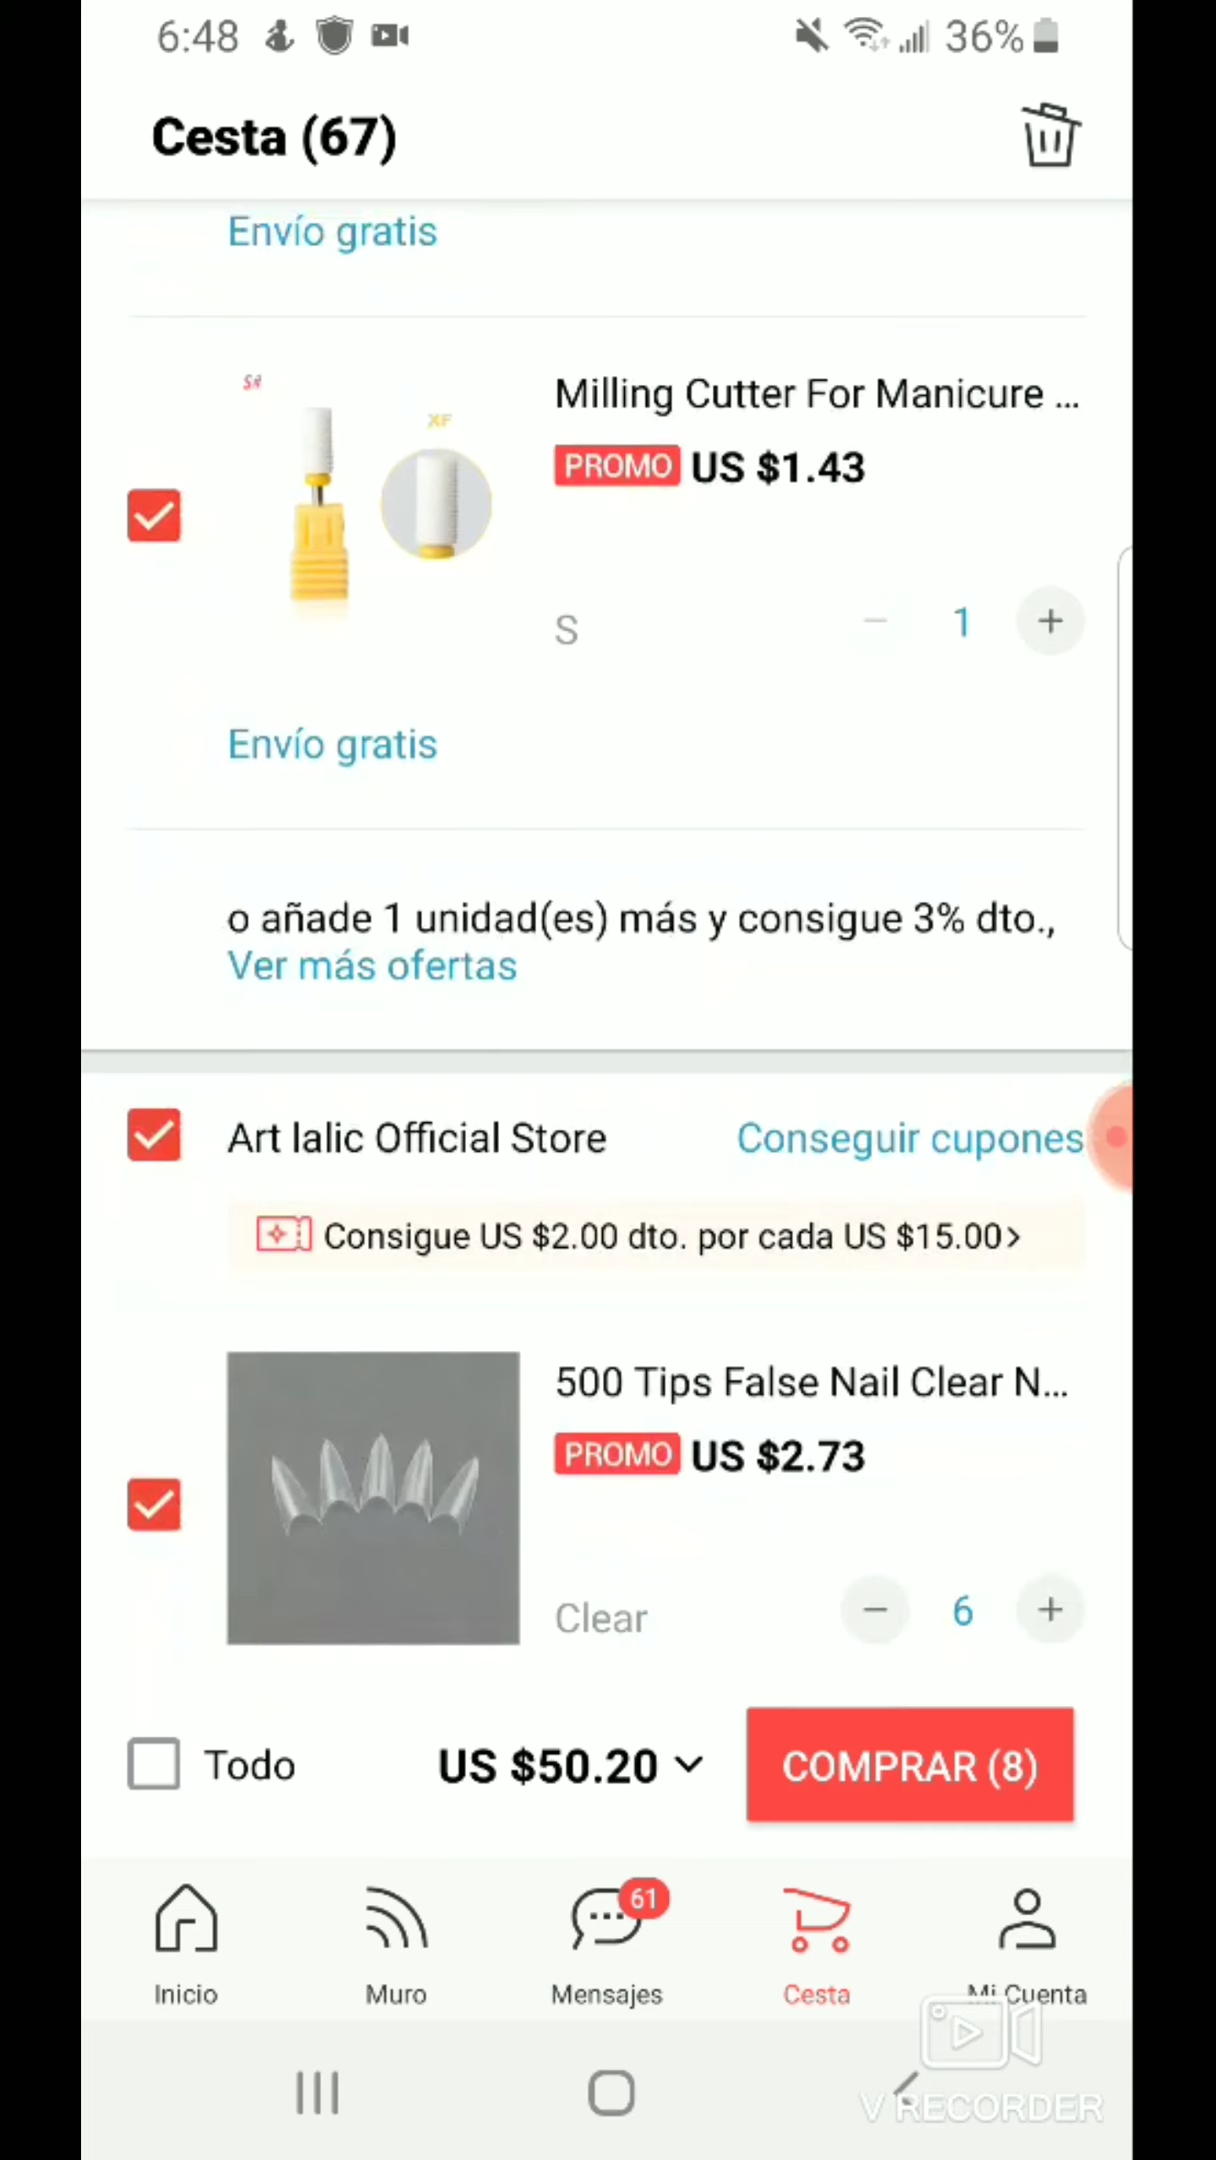 6:48
36%
Cesta (67)
Envío gratis
XF
Milling Cutter For Manicure ...
PROMO US $1.43
S
1
Envío gratis
o añade 1 unidad(es) más y consigue 3% dto.,
Ver más ofertas
Art lalic Official Store
Conseguir cupones
Consigue US $2.00 dto. por cada US $15.00>
500 Tips False Nail Clear N...
PROMO US $2.73
Clear
6
Todo
US $50.20
COMPRAR (8)
61
Inicio
Muro
Mensajes
Cesta
Mi Cuenta
V RECORDER